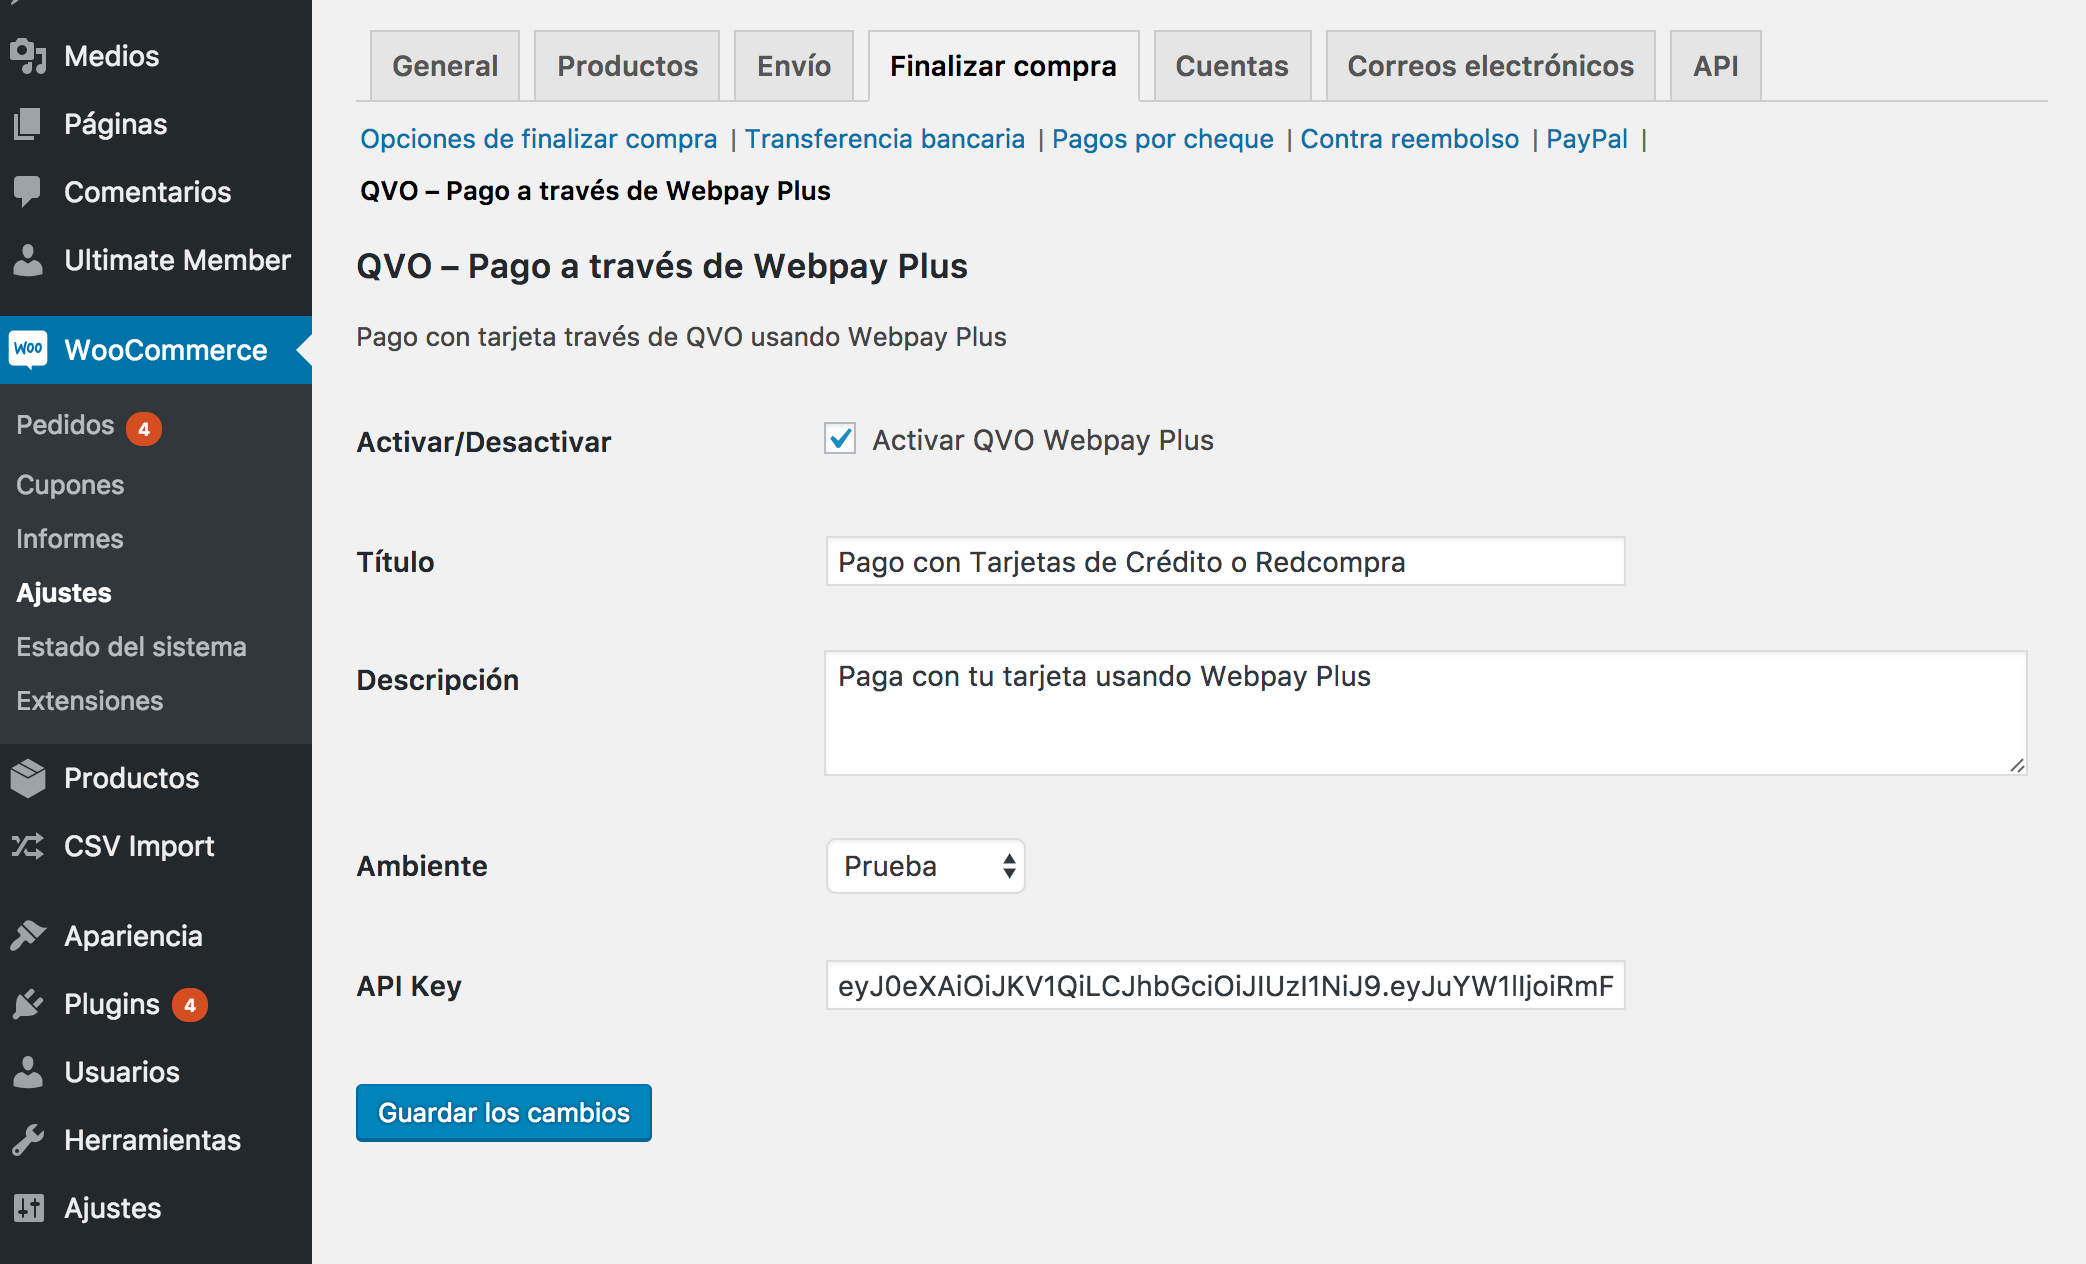 Medios
Páginas
Comentarios
Ultimate Member
Woo WooCommerce
Pedidos 4
Cupones
Informes
Ajustes
Estado del sistema
Extensiones
Productos
CSV Import
Apariencia
Plugins 4
Usuarios
Herramientas
Ajustes
General Productos Envío Finalizar compra Cuentas Correos electrónicos API
Opciones de finalizar compra | Transferencia bancaria | Pagos por cheque | Contra reembolso | PayPal |
QVO – Pago a través de Webpay Plus
QVO – Pago a través de Webpay Plus
Pago con tarjeta través de QVO usando Webpay Plus
Activar/Desactivar Activar QVO Webpay Plus
Título Pago con Tarjetas de Crédito o Redcompra
Descripción Paga con tu tarjeta usando Webpay Plus
Ambiente Prueba
API Key eyJ0eXAiOiJKV1QiLCJhbGciOiJIUzI1NiJ9.eyJuYW1lIjoiRmF
Guardar los cambios